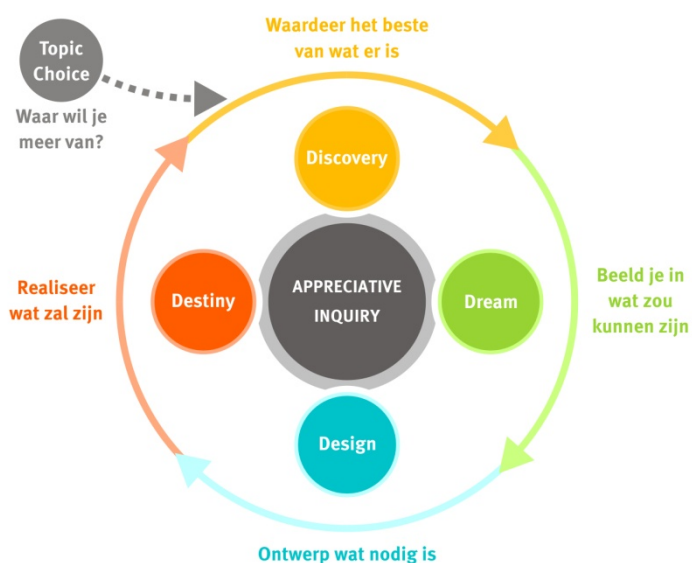 Topic
Choice
Waar wil je
meer van?
Waardeer het beste
van wat er is
Discovery
Realiseer
wat zal zijn
Destiny
APPRECIATIVE
INQUIRY
Dream
Beeld je in
wat zou
kunnen zijn
Design
Ontwerp wat nodig is